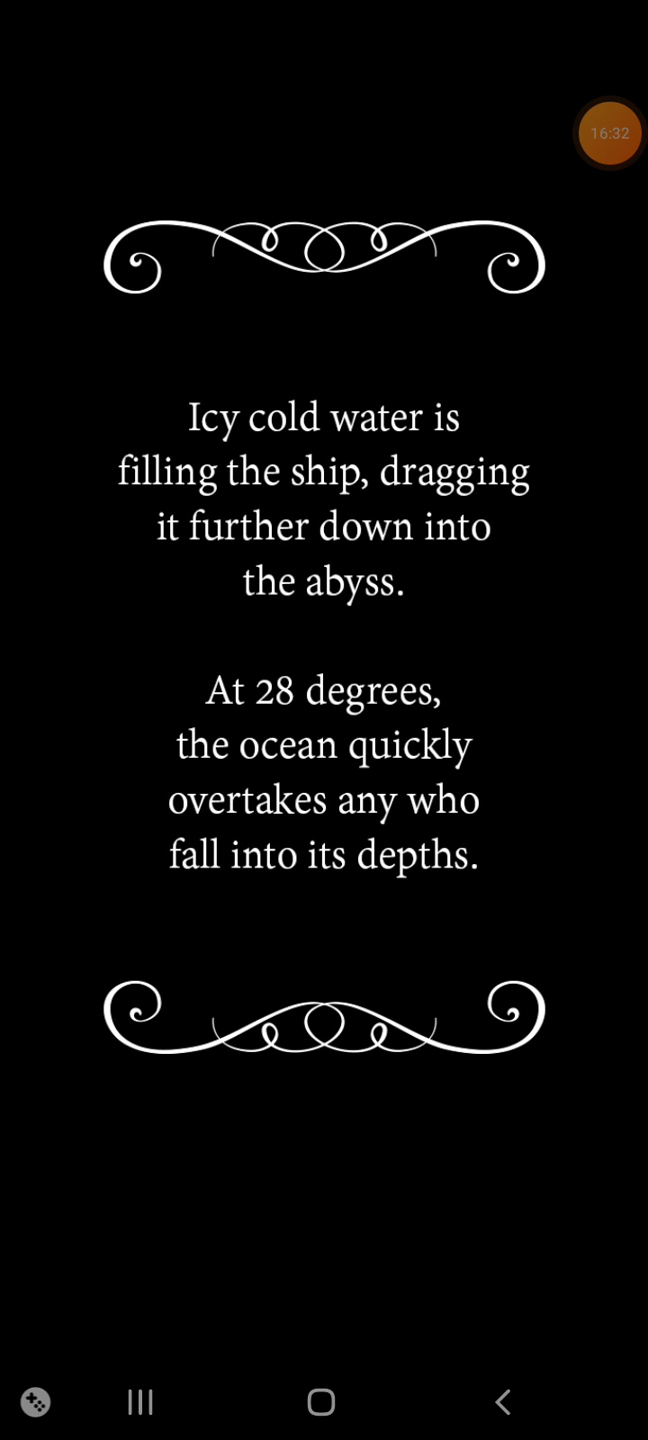 16:32
Icy cold water is
filling the ship, dragging
it further down into
the abyss.
At 28 degrees,
the ocean quickly
overtakes any who
fall into its depths.